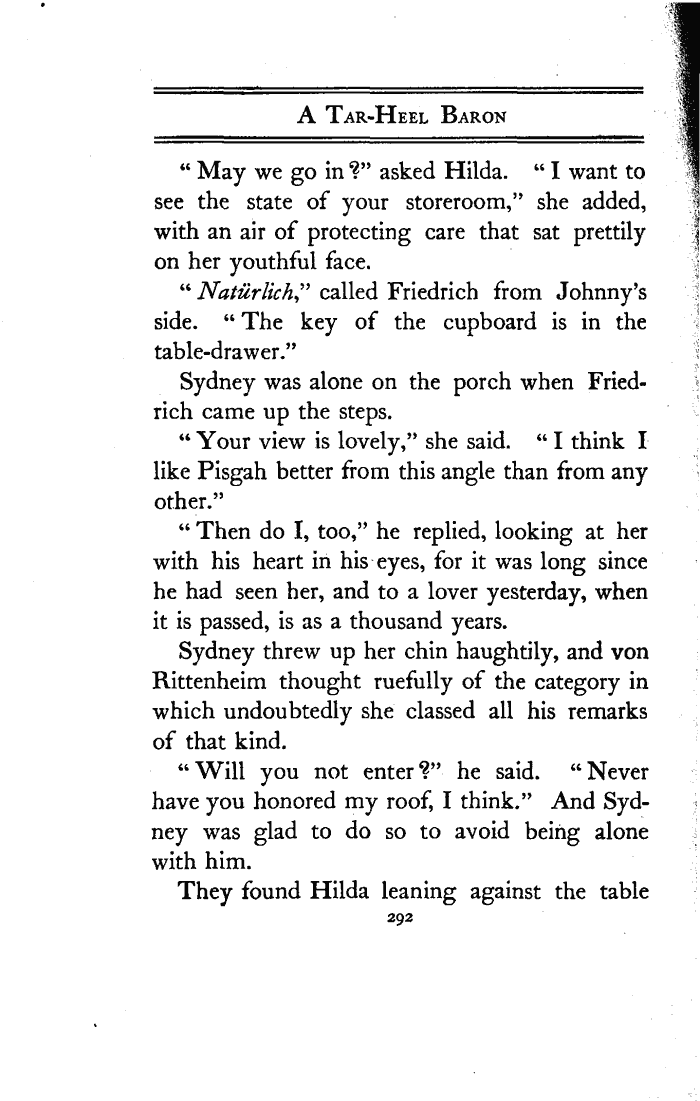 A TAR-HEEL BARON
“ May we go in ?” asked Hilda. “ I want to
see the state of your storeroom,” she added,
with an air of protecting care that sat prettily
on her youthful face.
“ Natürlich,” called Friedrich from Johnny’s
side. “ The key of the cupboard is in the
table-drawer.”
Sydney was alone on the porch when Fried-
rich came up the steps.
“ Your view is lovely,” she said. “ I think I
like Pisgah better from this angle than from any
other.”
“ Then do I, too,” he replied, looking at her
with his heart in his eyes, for it was long since
he had seen her, and to a lover yesterday, when
it is passed, is as a thousand years.
Sydney threw up her chin haughtily, and von
Rittenheim thought ruefully of the category in
which undoubtedly she classed all his remarks
of that kind.
“ Will you not enter ?” he said. “ Never
have you honored my roof, I think.” And Syd-
ney was glad to do so to avoid being alone
with him.
They found Hilda leaning against the table
292